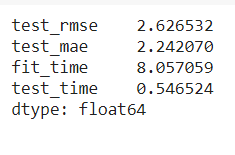 test_rmse    2.626532
test_mae     2.242070
fit_time     8.057059
test_time    0.546524
dtype: float64